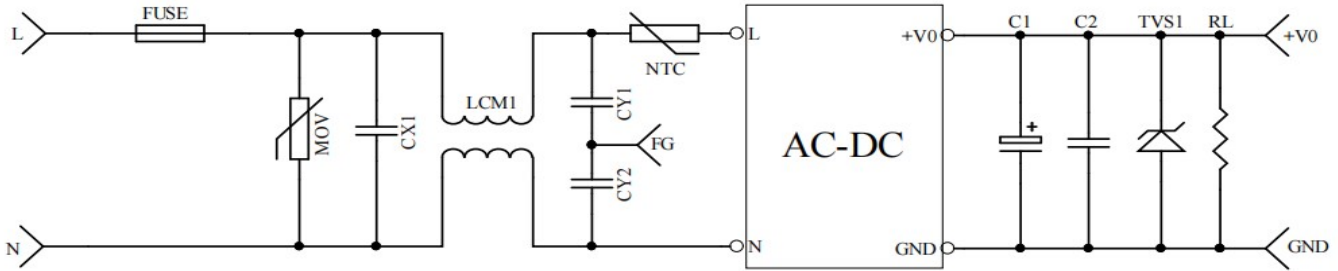 FUSE
L
MOV
CX1
LCM1
CY1
CY2
FG
NTC
L
N
AC-DC
+V0
GND
C1
C2
TVS1
RL
+
+V0
GND
N